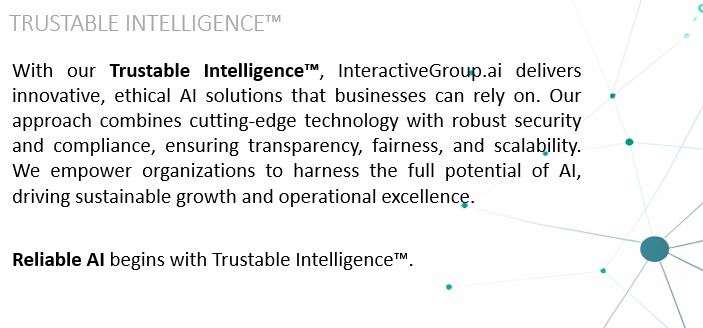 TRUSTABLE INTELLIGENCE™
With our Trustable Intelligence™, InteractiveGroup.ai delivers
innovative, ethical AI solutions that businesses can rely on. Our
approach combines cutting-edge technology with robust security
and compliance, ensuring transparency, fairness, and scalability.
We empower organizations to harness the full potential of AI,
driving sustainable growth and operational excellence.
Reliable AI begins with Trustable Intelligence™.